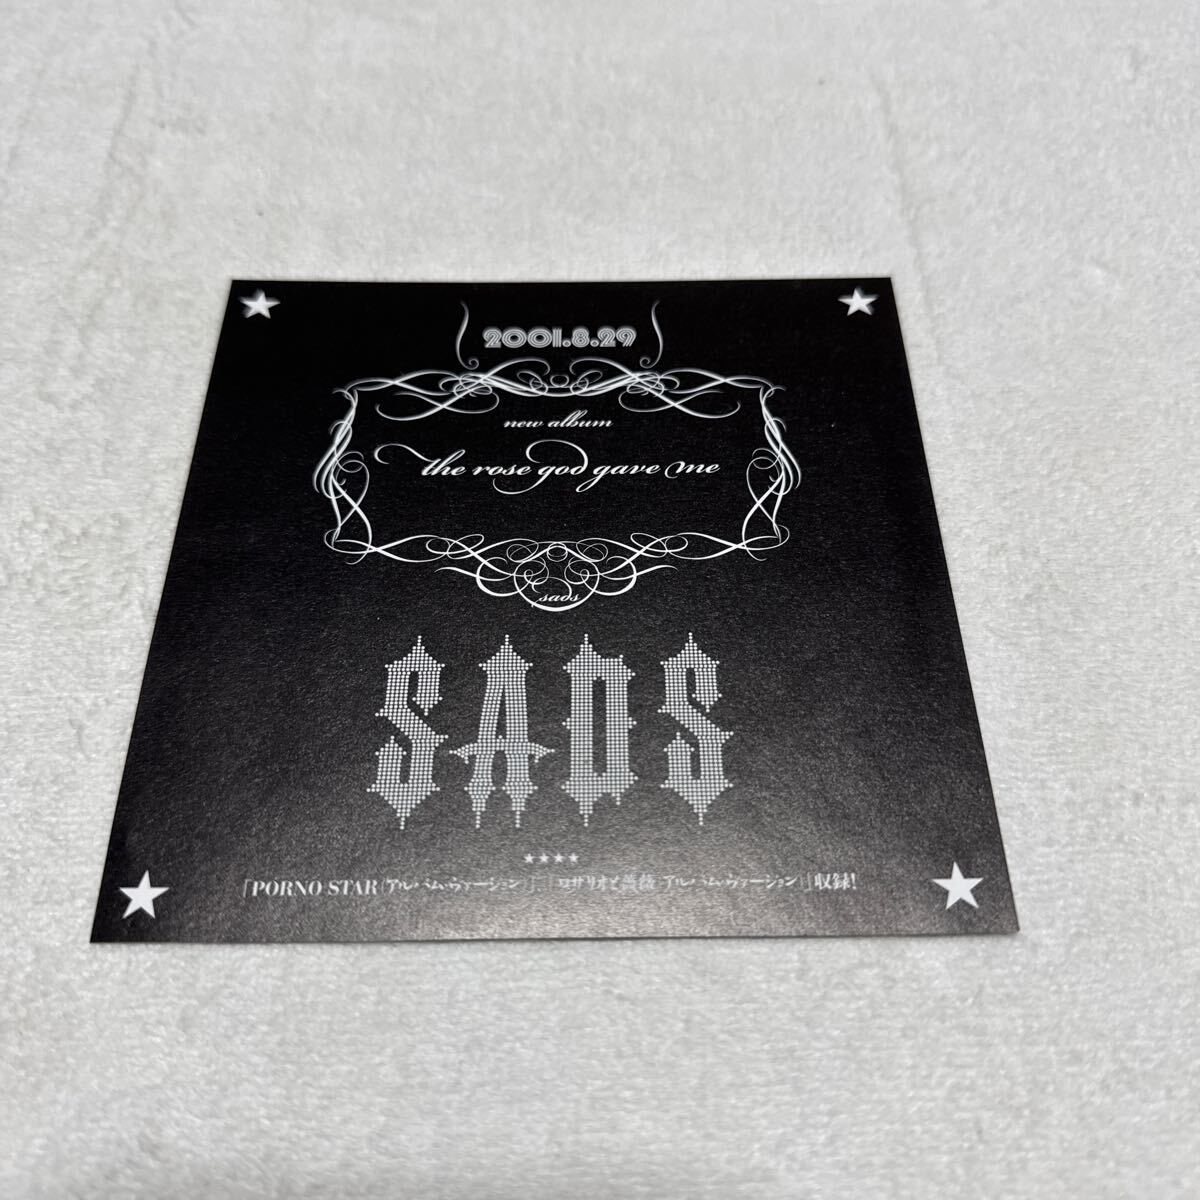 2001.8.29
new album
the rose god gave me
sads
SADS
★★★★
「PORNO STAR(アルバム・ヴァージョン)」、「ロザリオと薔薇(アルバム・ヴァージョン)」収録!